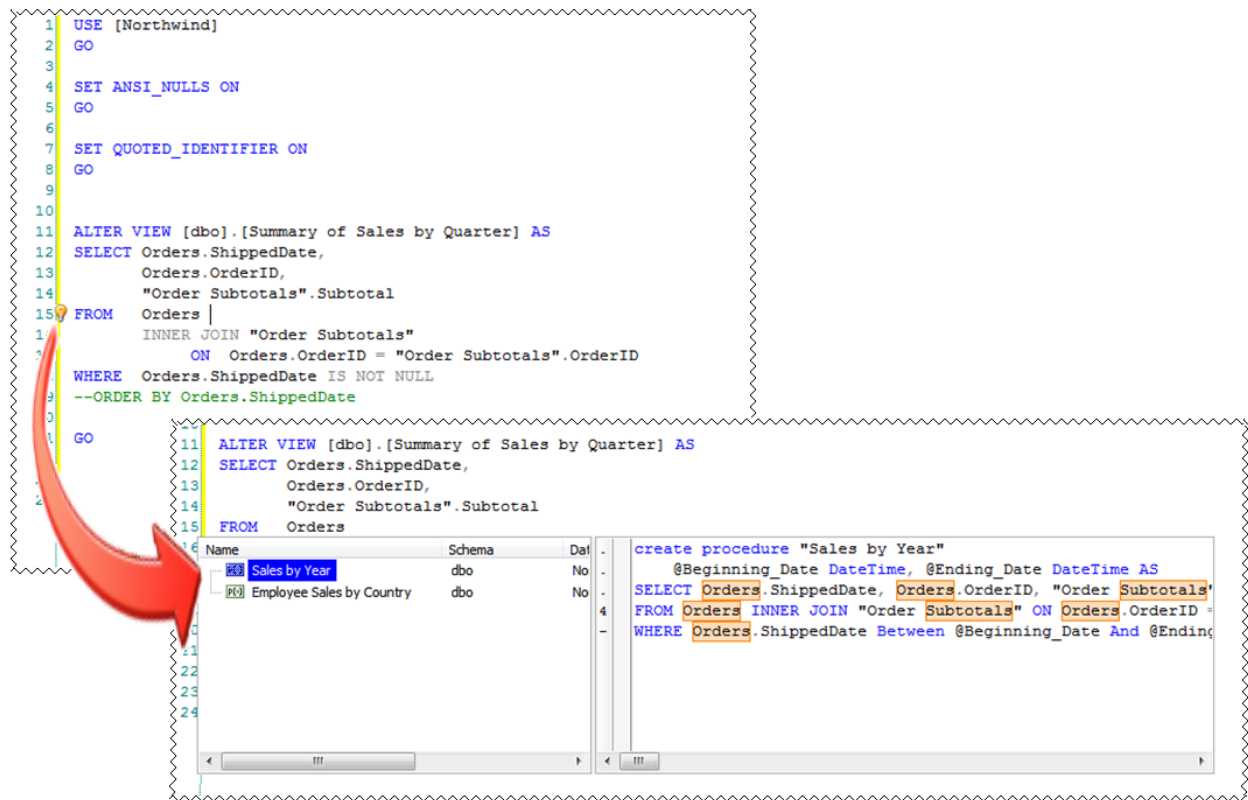 1 USE [Northwind]
2 GO
3
4 SET ANSI_NULLS ON
5 GO
6
7 SET QUOTED_IDENTIFIER ON
8 GO
9
10
11 ALTER VIEW [dbo].[Summary of Sales by Quarter] AS
12 SELECT Orders.ShippedDate,
13 Orders.OrderID,
14 "Order Subtotals".Subtotal
15 FROM Orders
INNER JOIN "Order Subtotals"
ON Orders.OrderID = "Order Subtotals".OrderID
WHERE Orders.ShippedDate IS NOT NULL
--ORDER BY Orders.ShippedDate
GO
11 ALTER VIEW [dbo].[Summary of Sales by Quarter] AS
12 SELECT Orders.ShippedDate,
13 Orders.OrderID,
14 "Order Subtotals".Subtotal
15 FROM Orders
Name Schema Dat
Sales by Year dbo No
Employee Sales by Country dbo No
create procedure "Sales by Year"
@Beginning_Date DateTime, @Ending_Date DateTime AS
SELECT Orders.ShippedDate, Orders.OrderID, "Order Subtotals"
4 FROM Orders INNER JOIN "Order Subtotals" ON Orders.OrderID =
WHERE Orders.ShippedDate Between @Beginning_Date And @Ending
21
22
23
24